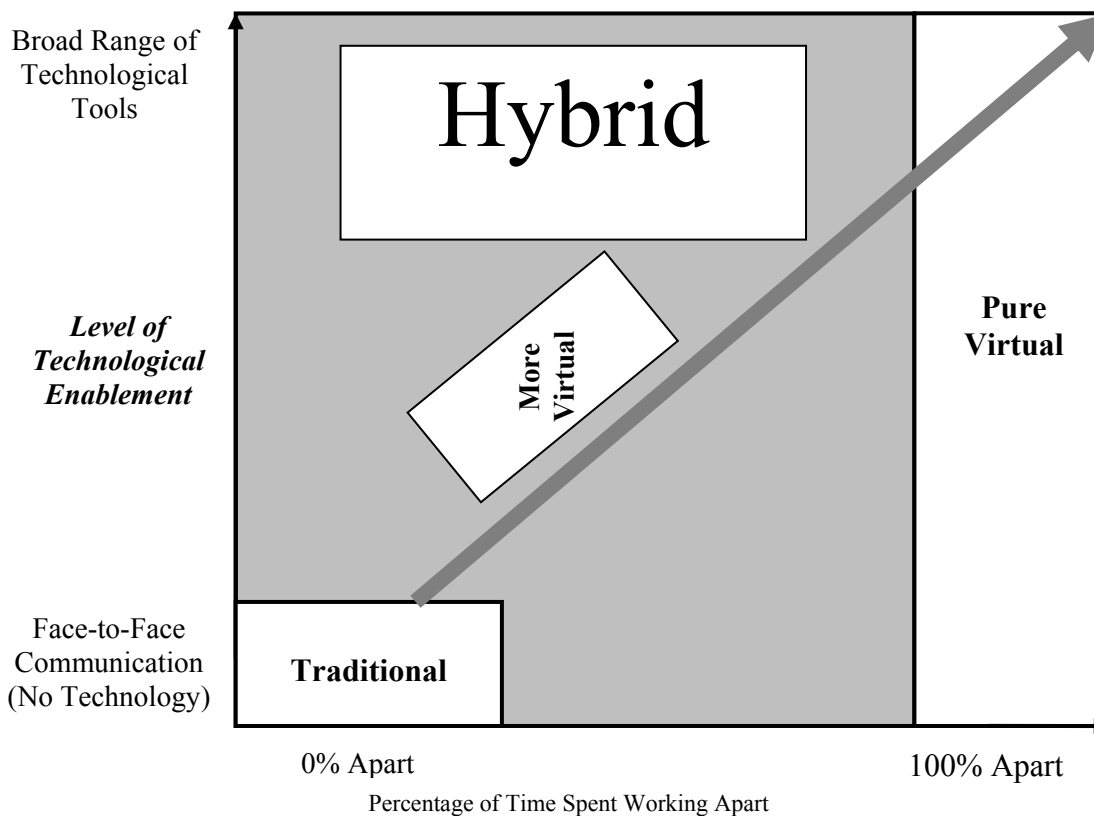 Broad Range of
Technological
Tools
Hybrid
Level of
Technological
Enablement
More
Virtual
Pure
Virtual
Face-to-Face
Communication
(No Technology)
Traditional
0% Apart
100% Apart
Percentage of Time Spent Working Apart